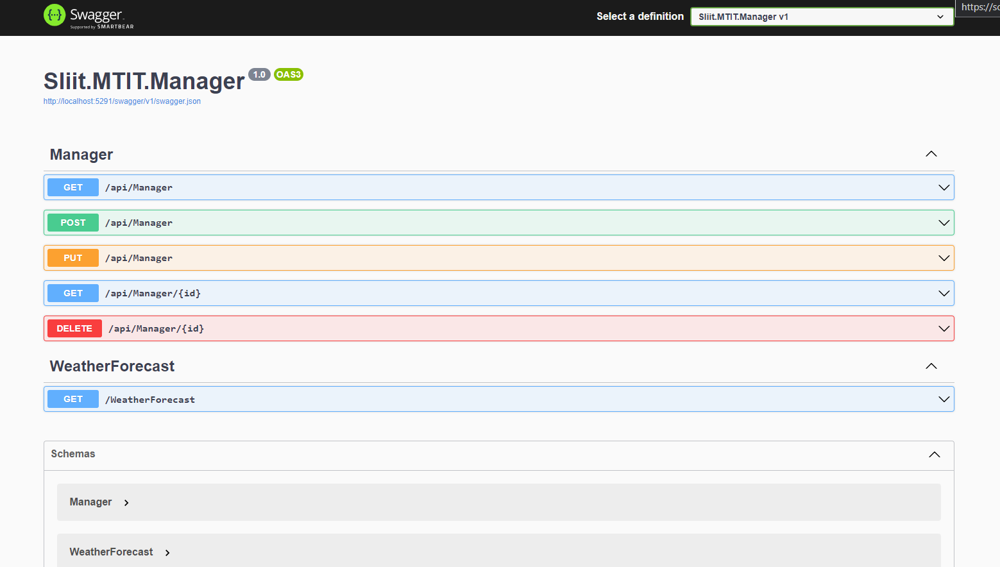 Swagger
Supported by SMARTBEAR
Select a definition
Sliit.MTIT.Manager v1
https://sc
Sliit.MTIT.Manager 1.0 OAS3
http://localhost:5291/swagger/v1/swagger.json
Manager
GET /api/Manager
POST /api/Manager
PUT /api/Manager
GET /api/Manager/{id}
DELETE /api/Manager/{id}
WeatherForecast
GET /WeatherForecast
Schemas
Manager
WeatherForecast